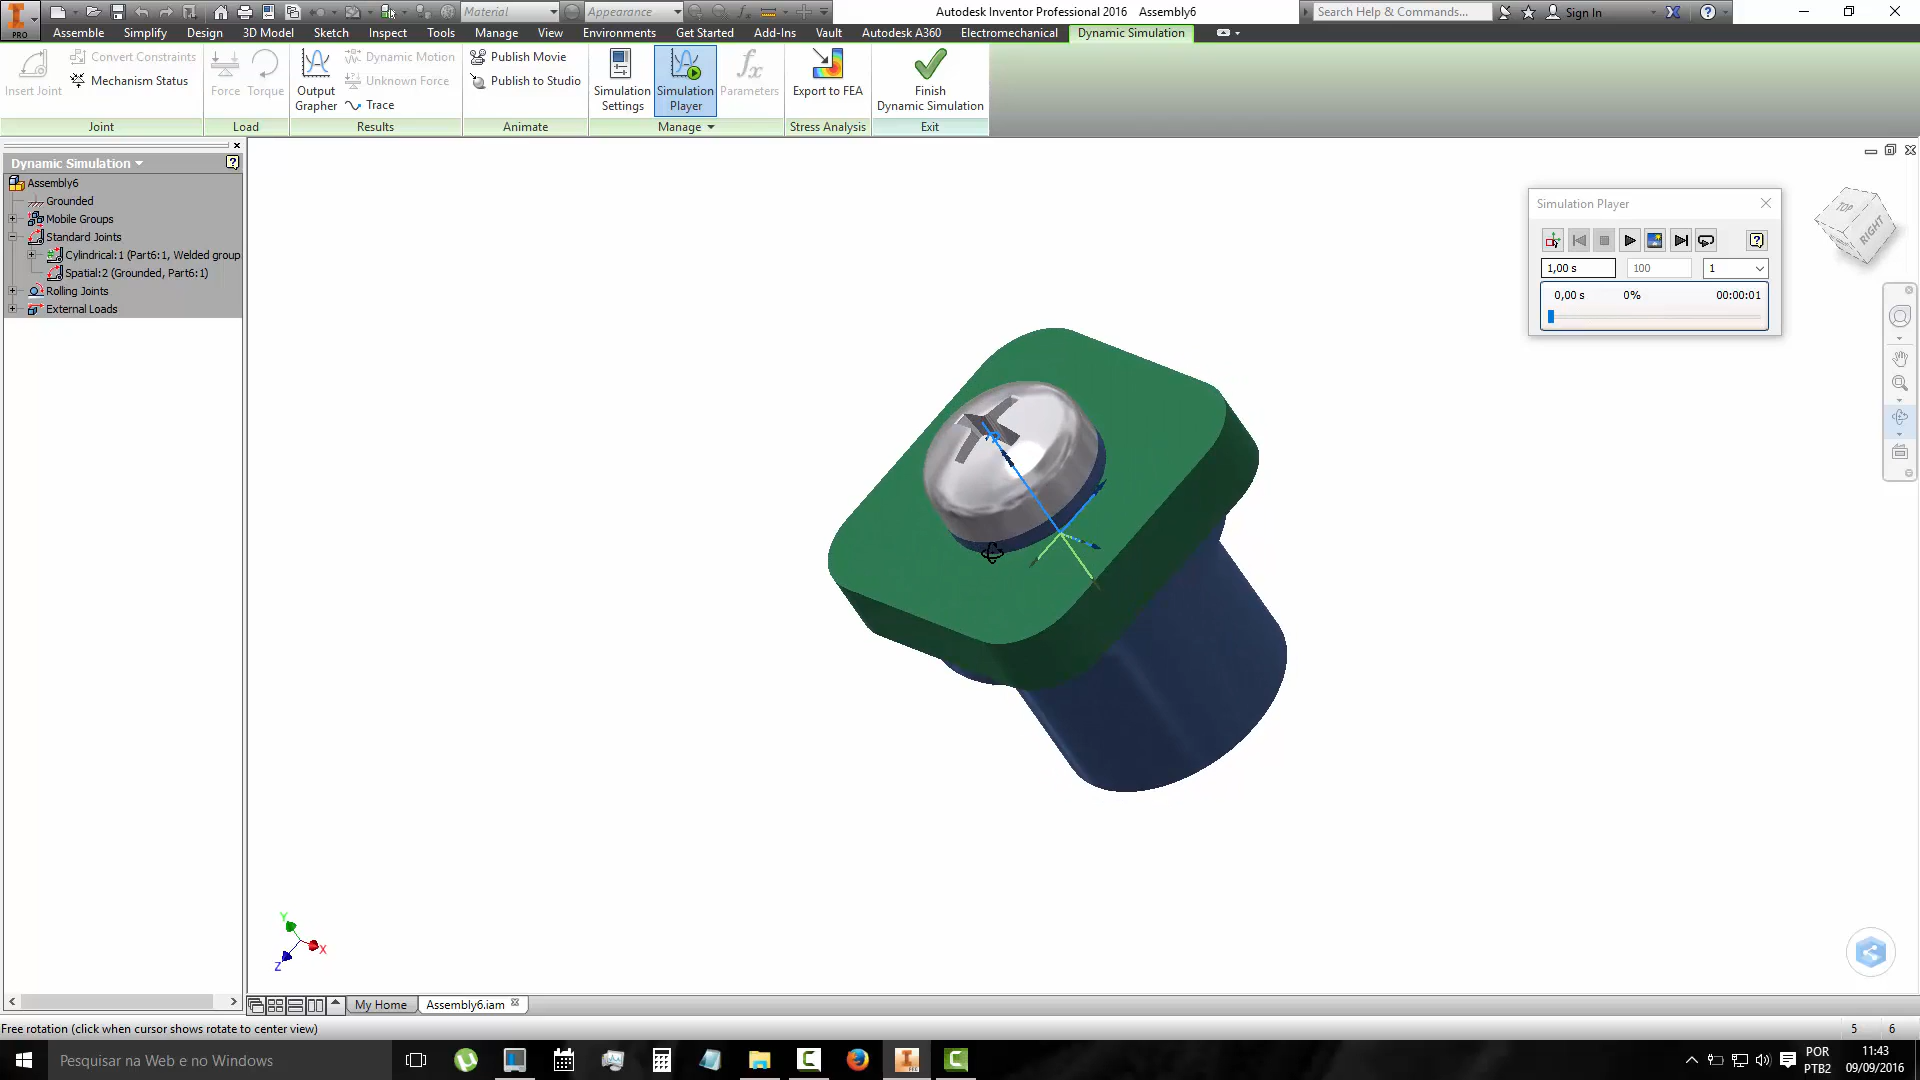 Material
Appearance
Autodesk Inventor Professional 2016 Assembly6
Search Help & Commands...
Sign In
PRO
Assemble Simplify Design 3D Model Sketch Inspect Tools Manage View Environments Get Started Add-Ins Vault Autodesk A360 Electromechanical Dynamic Simulation
Insert Joint
Convert Constraints
Mechanism Status
Joint
Force
Torque
Load
Output
Grapher
Dynamic Motion
Unknown Force
Trace
Results
Publish Movie
Publish to Studio
Animate
Simulation
Settings
Simulation
Player
fx
Parameters
Manage
Export to FEA
Stress Analysis
Finish
Dynamic Simulation
Exit
Dynamic Simulation
Assembly6
Grounded
Mobile Groups
Standard Joints
Cylindrical:1 (Part6:1, Welded group
Spatial:2 (Grounded, Part6:1)
Rolling Joints
External Loads
Simulation Player
1,00 s 100 1
0,00 s 0% 00:00:01
TOP
RIGHT
Y
X
Z
My Home
Assembly6.iam
Free rotation (click when cursor shows rotate to center view)
5 6
Pesquisar na Web e no Windows
POR
PTB2
11:43
09/09/2016